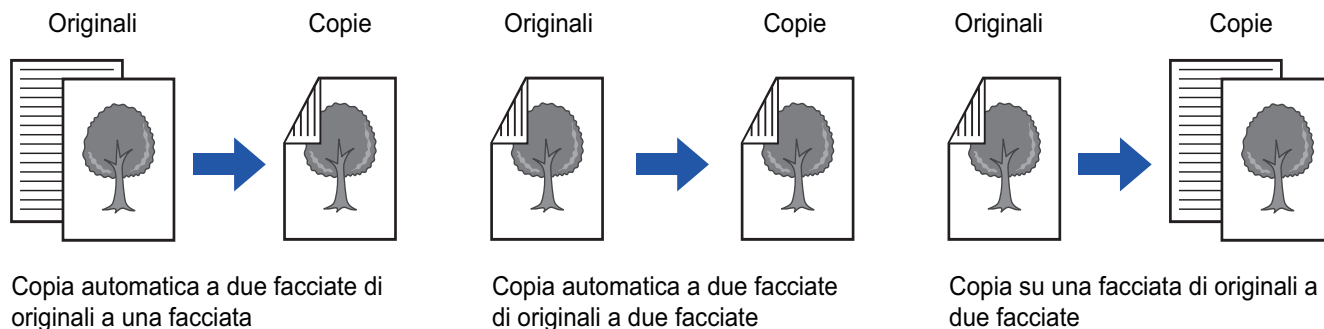 Originali Copie Originali Copie Originali Copie
Copia automatica a due facciate di
originali a una facciata
Copia automatica a due facciate
di originali a due facciate
Copia su una facciata di originali a
due facciate